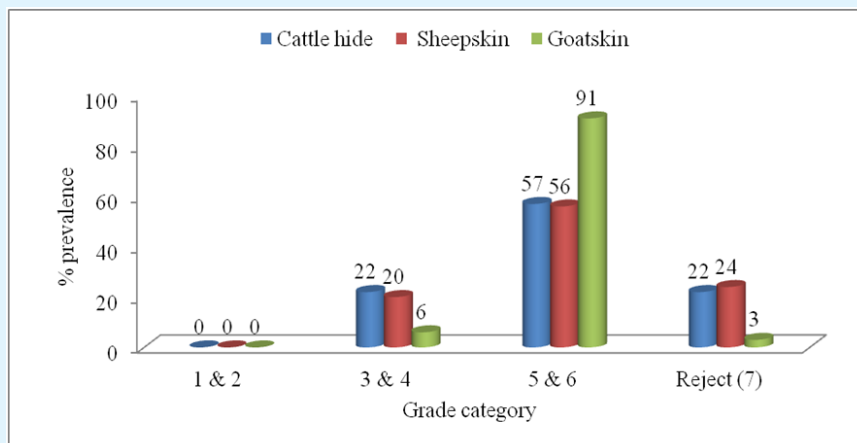 Cattle hide Sheepskin Goatskin
100
80
60
40
20
0
% prevalence
0 0 0
22 20 6
57 56 91
22 24 3
1 & 2 3 & 4 5 & 6 Reject (7)
Grade category